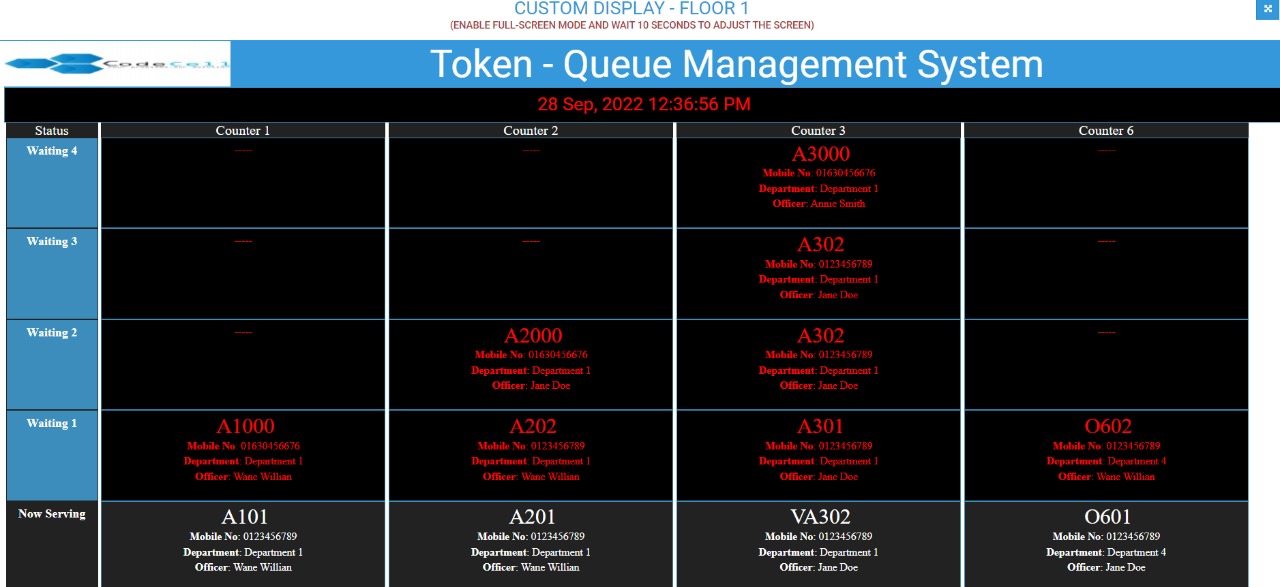 CUSTOM DISPLAY - FLOOR 1
(ENABLE FULL-SCREEN MODE AND WAIT 10 SECONDS TO ADJUST THE SCREEN)
CodeCell
Token - Queue Management System
28 Sep, 2022 12:36:56 PM
Status Counter 1 Counter 2 Counter 3 Counter 6
Waiting 4 ----- ----- A3000 -----
Mobile No: 01630456676
Department: Department 1
Officer: Annie Smith
Waiting 3 ----- ----- A302 -----
Mobile No: 0123456789
Department: Department 1
Officer: Jane Doe
Waiting 2 ----- A2000 A302 -----
Mobile No: 01630456676 Mobile No: 0123456789
Department: Department 1 Department: Department 1
Officer: Jane Doe Officer: Jane Doe
Waiting 1 A1000 A202 A301 O602
Mobile No: 01630456676 Mobile No: 0123456789 Mobile No: 0123456789 Mobile No: 0123456789
Department: Department 1 Department: Department 1 Department: Department 1 Department: Department 4
Officer: Wane Willian Officer: Wane Willian Officer: Jane Doe Officer: Wane Willian
Now Serving A101 A201 VA302 O601
Mobile No: 0123456789 Mobile No: 0123456789 Mobile No: 0123456789 Mobile No: 0123456789
Department: Department 1 Department: Department 1 Department: Department 1 Department: Department 4
Officer: Wane Willian Officer: Wane Willian Officer: Jane Doe Officer: Jane Doe